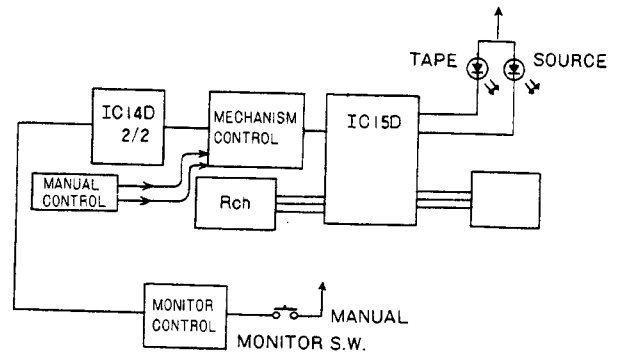 TAPE
SOURCE
IC14D
2/2
MECHANISM
CONTROL
IC15D
MANUAL
CONTROL
Rch
MONITOR
CONTROL
MANUAL
MONITOR S.W.